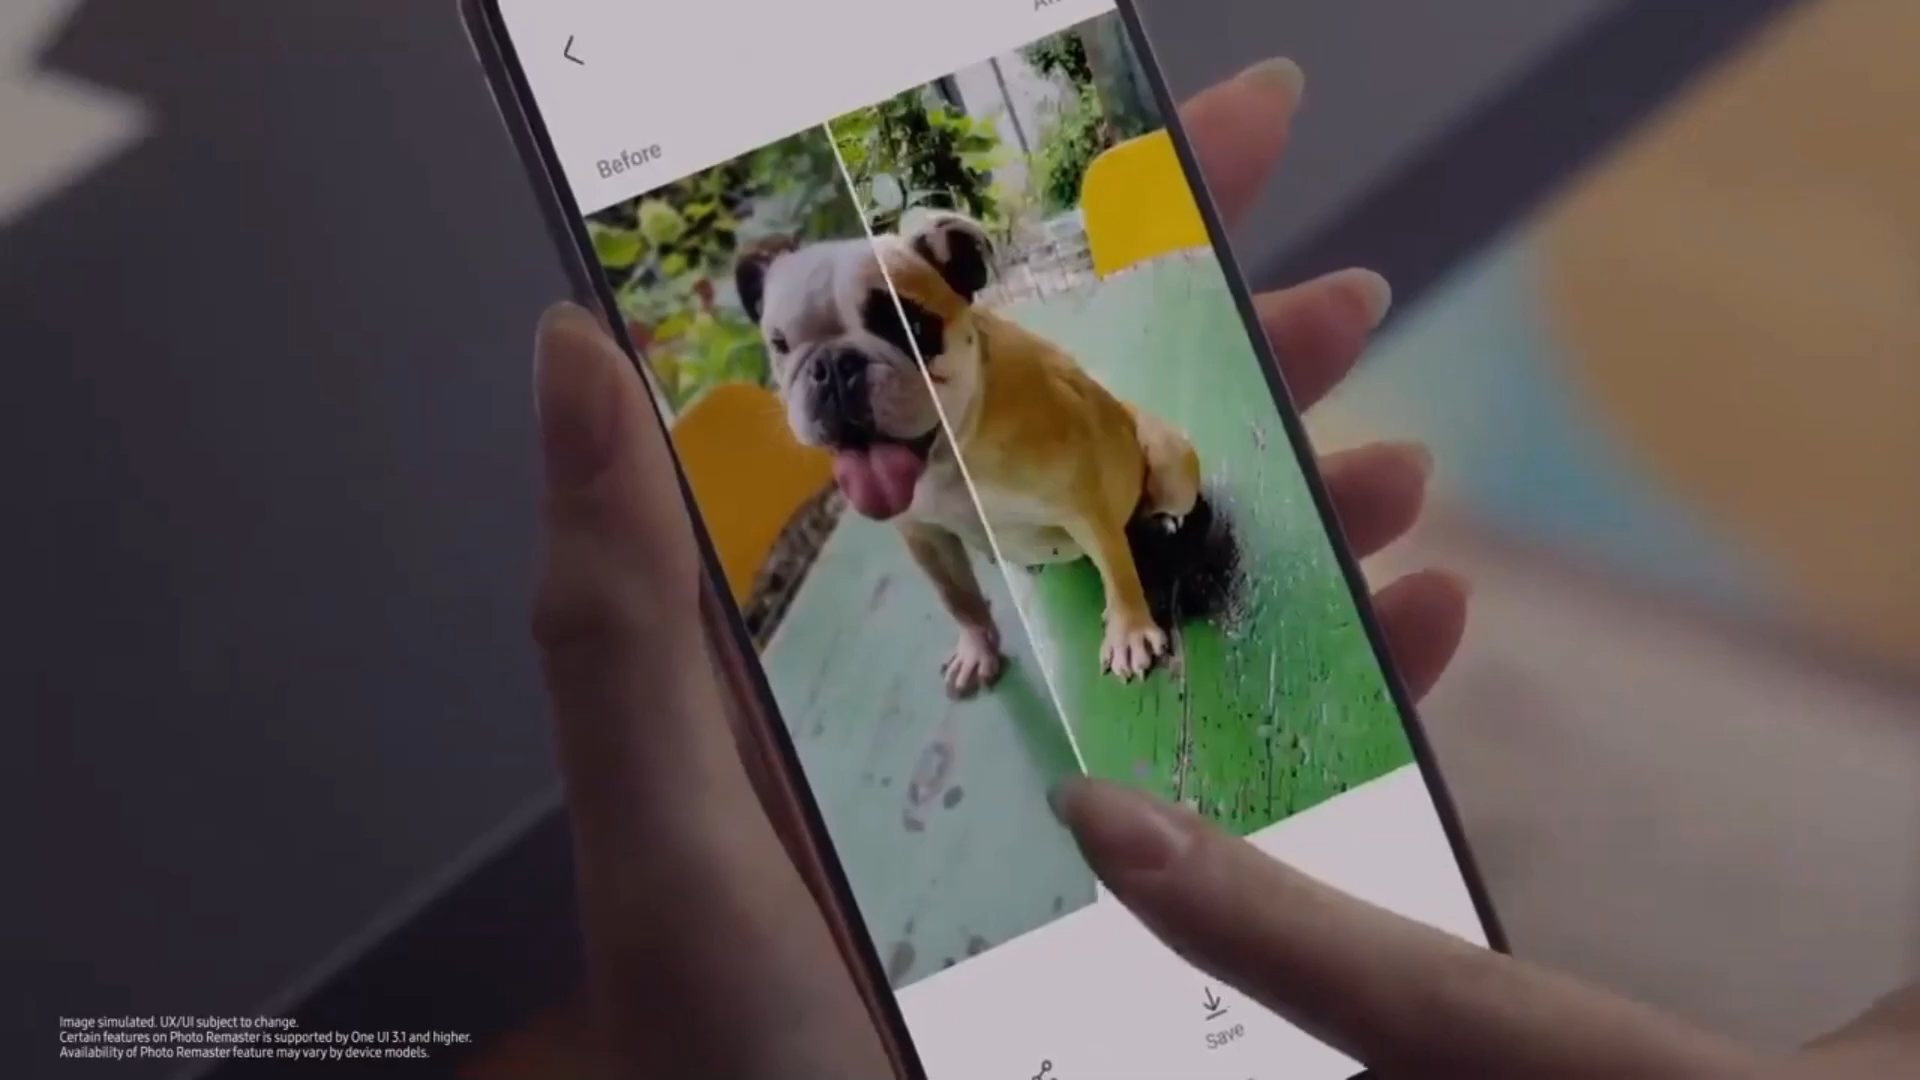 Before
Save
Image simulated. UX/UI subject to change.
Certain features on Photo Remaster is supported by One UI 3.1 and higher.
Availability of Photo Remaster feature may vary by device models.